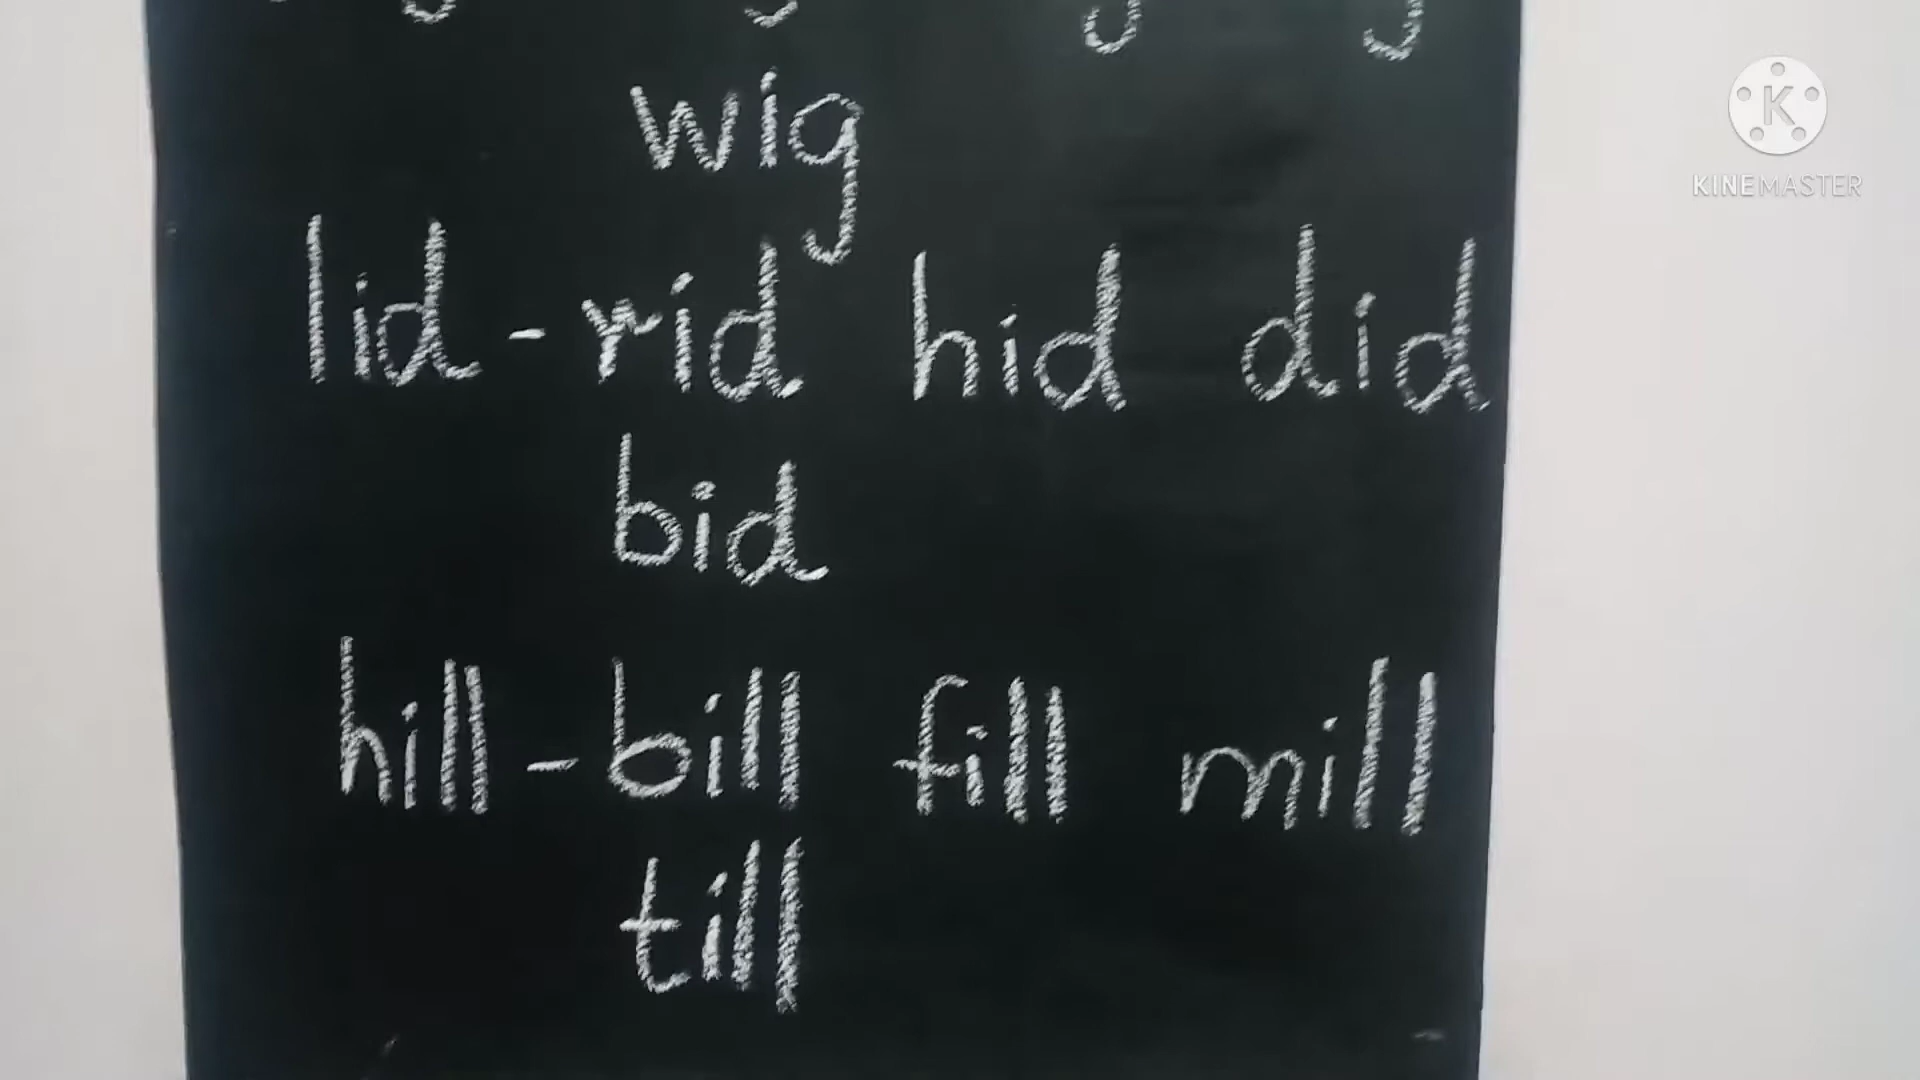 wig
lid - rid hid did
bid
hill - bill fill mill
till
K
KINEMASTER